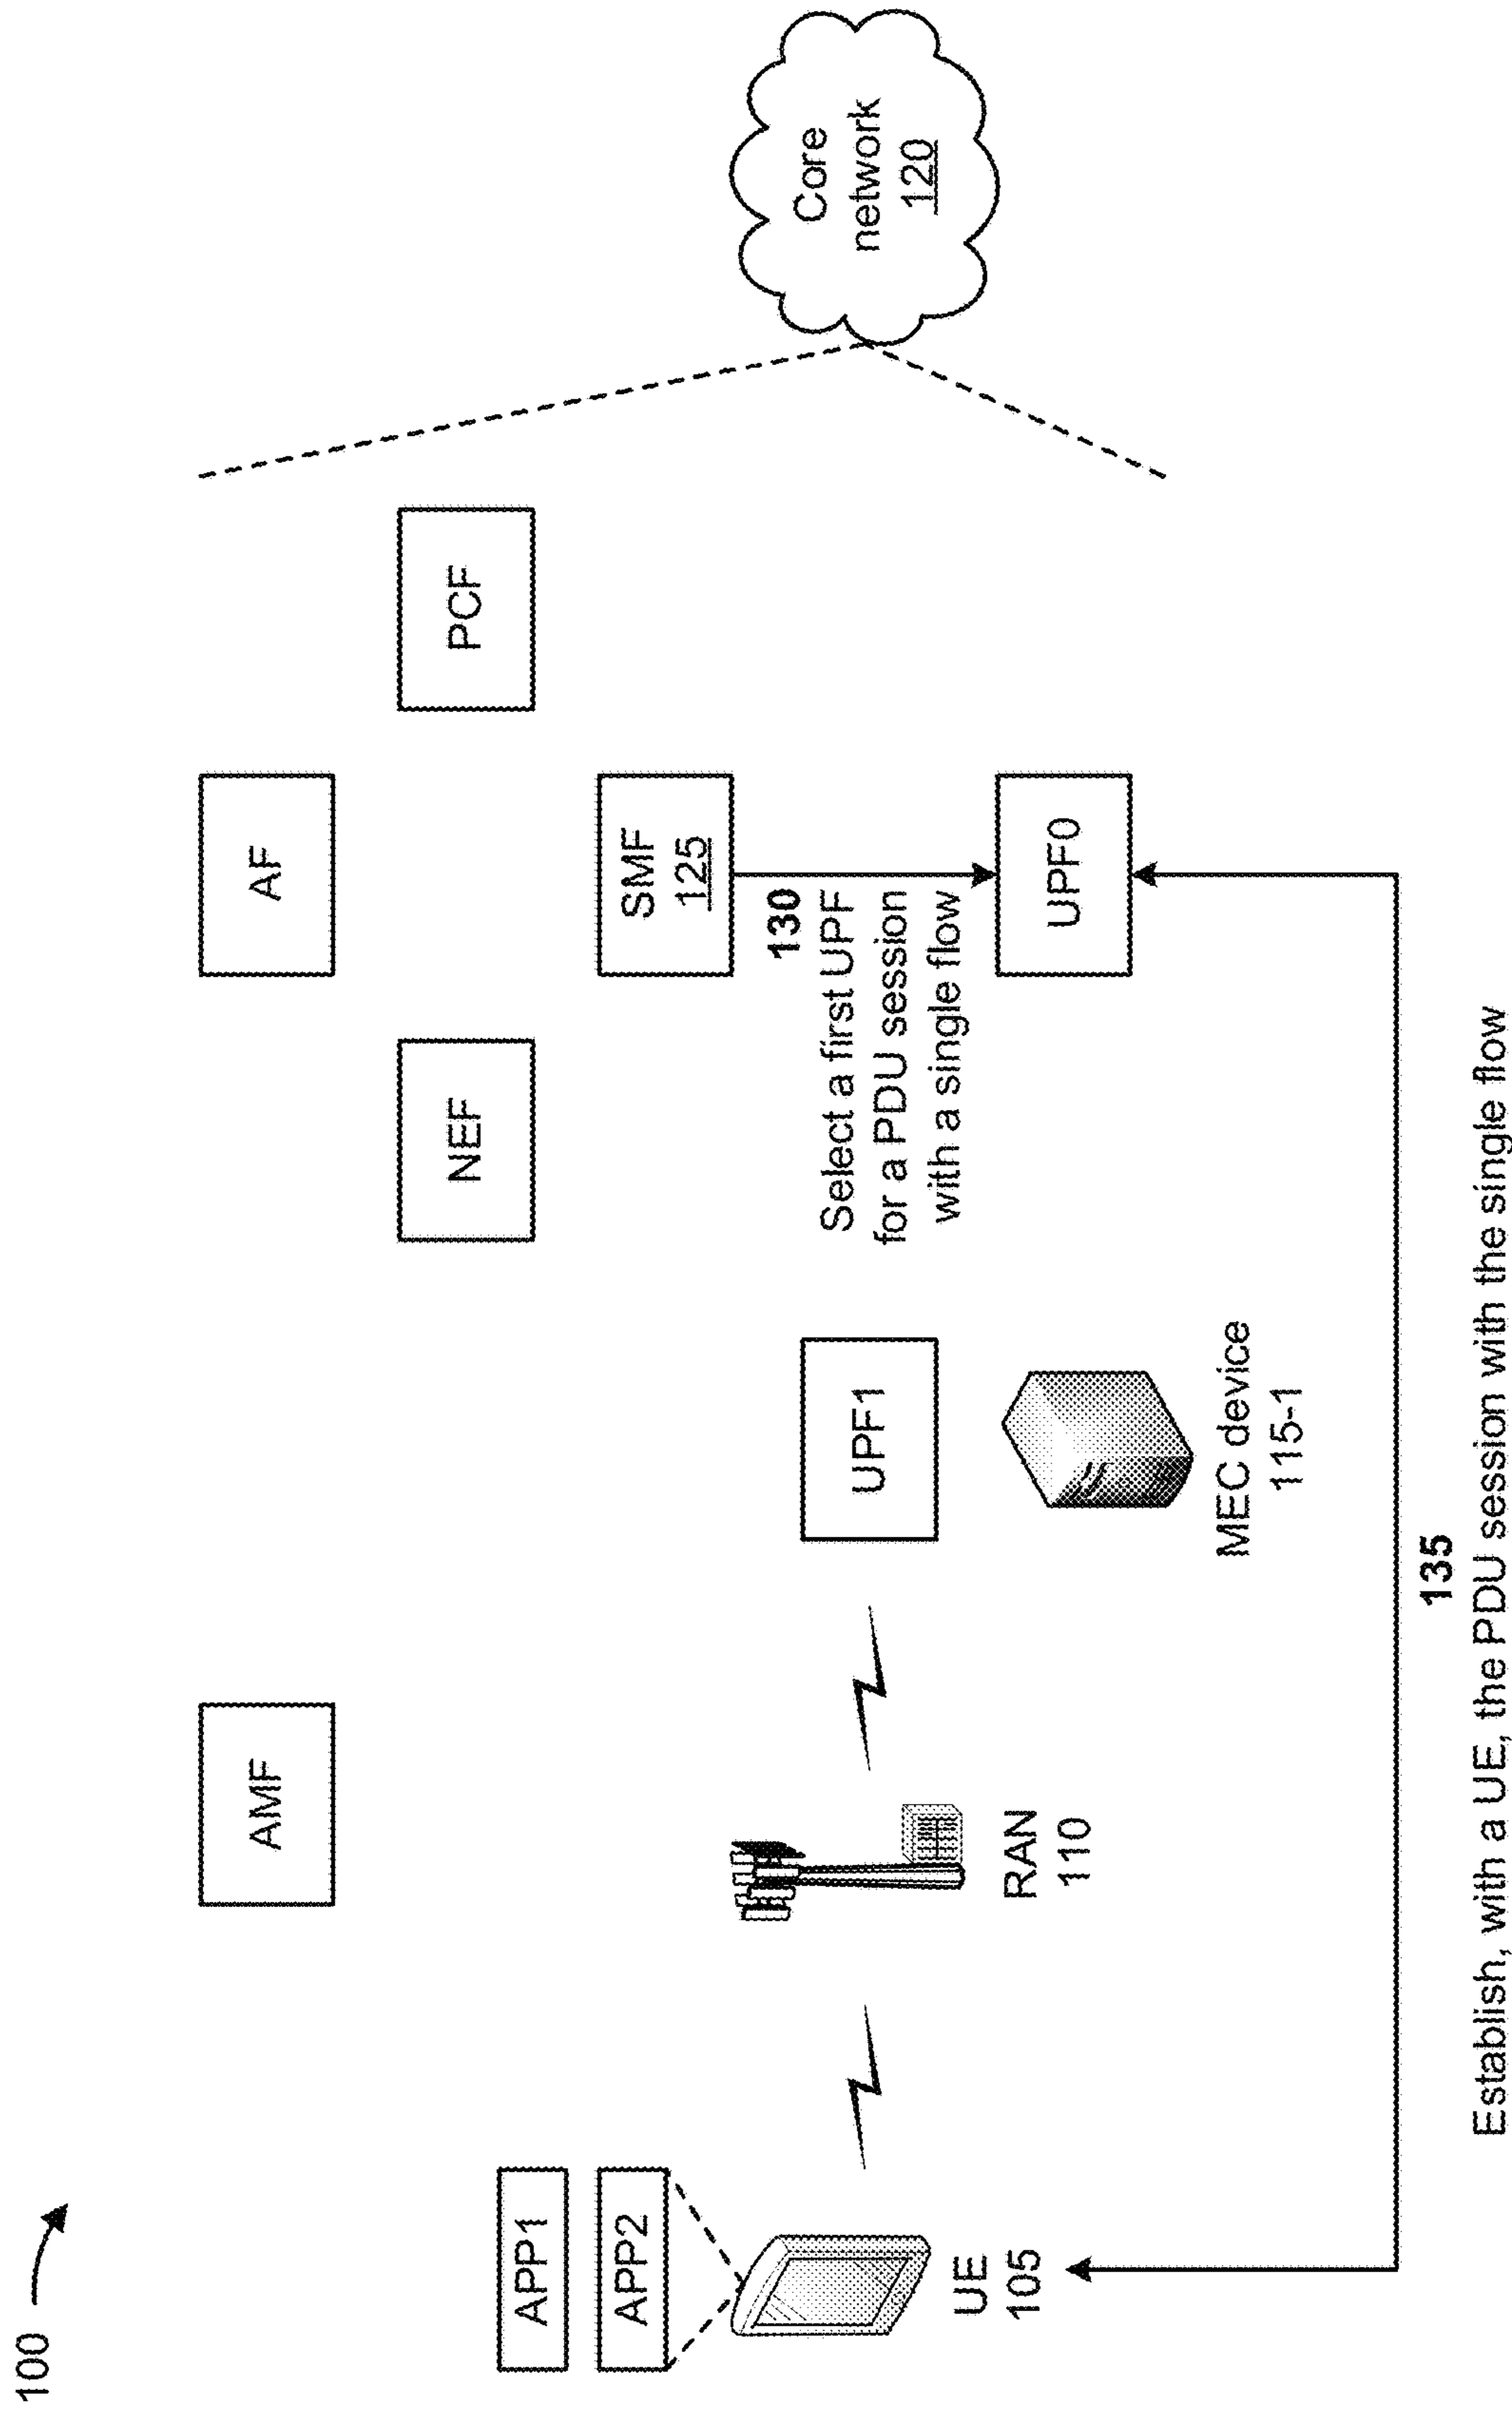 100
AMF
AF
NEF
PCF
APP1
APP2
SMF
125
130
Select a first UPF
for a PDU session
with a single flow
Core
network
120
UPF1
UE
105
RAN
110
UPF0
MEC device
115-1
135
Establish, with a UE, the PDU session with the single flow